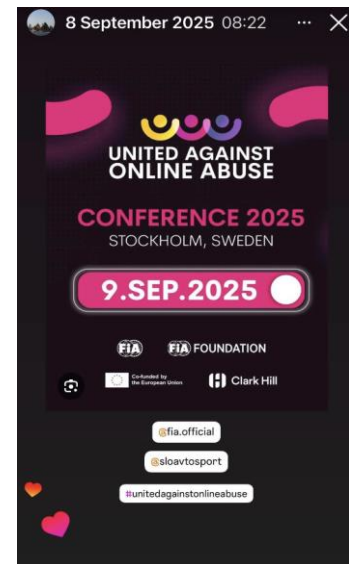 8 September 2025 08:22
UNITED AGAINST
ONLINE ABUSE
CONFERENCE 2025
STOCKHOLM, SWEDEN
9.SEP.2025
FiA
FiA FOUNDATION
Co-funded by
the European Union
Clark Hill
@fia.official
@sloavtosport
#unitedagainstonlineabuse